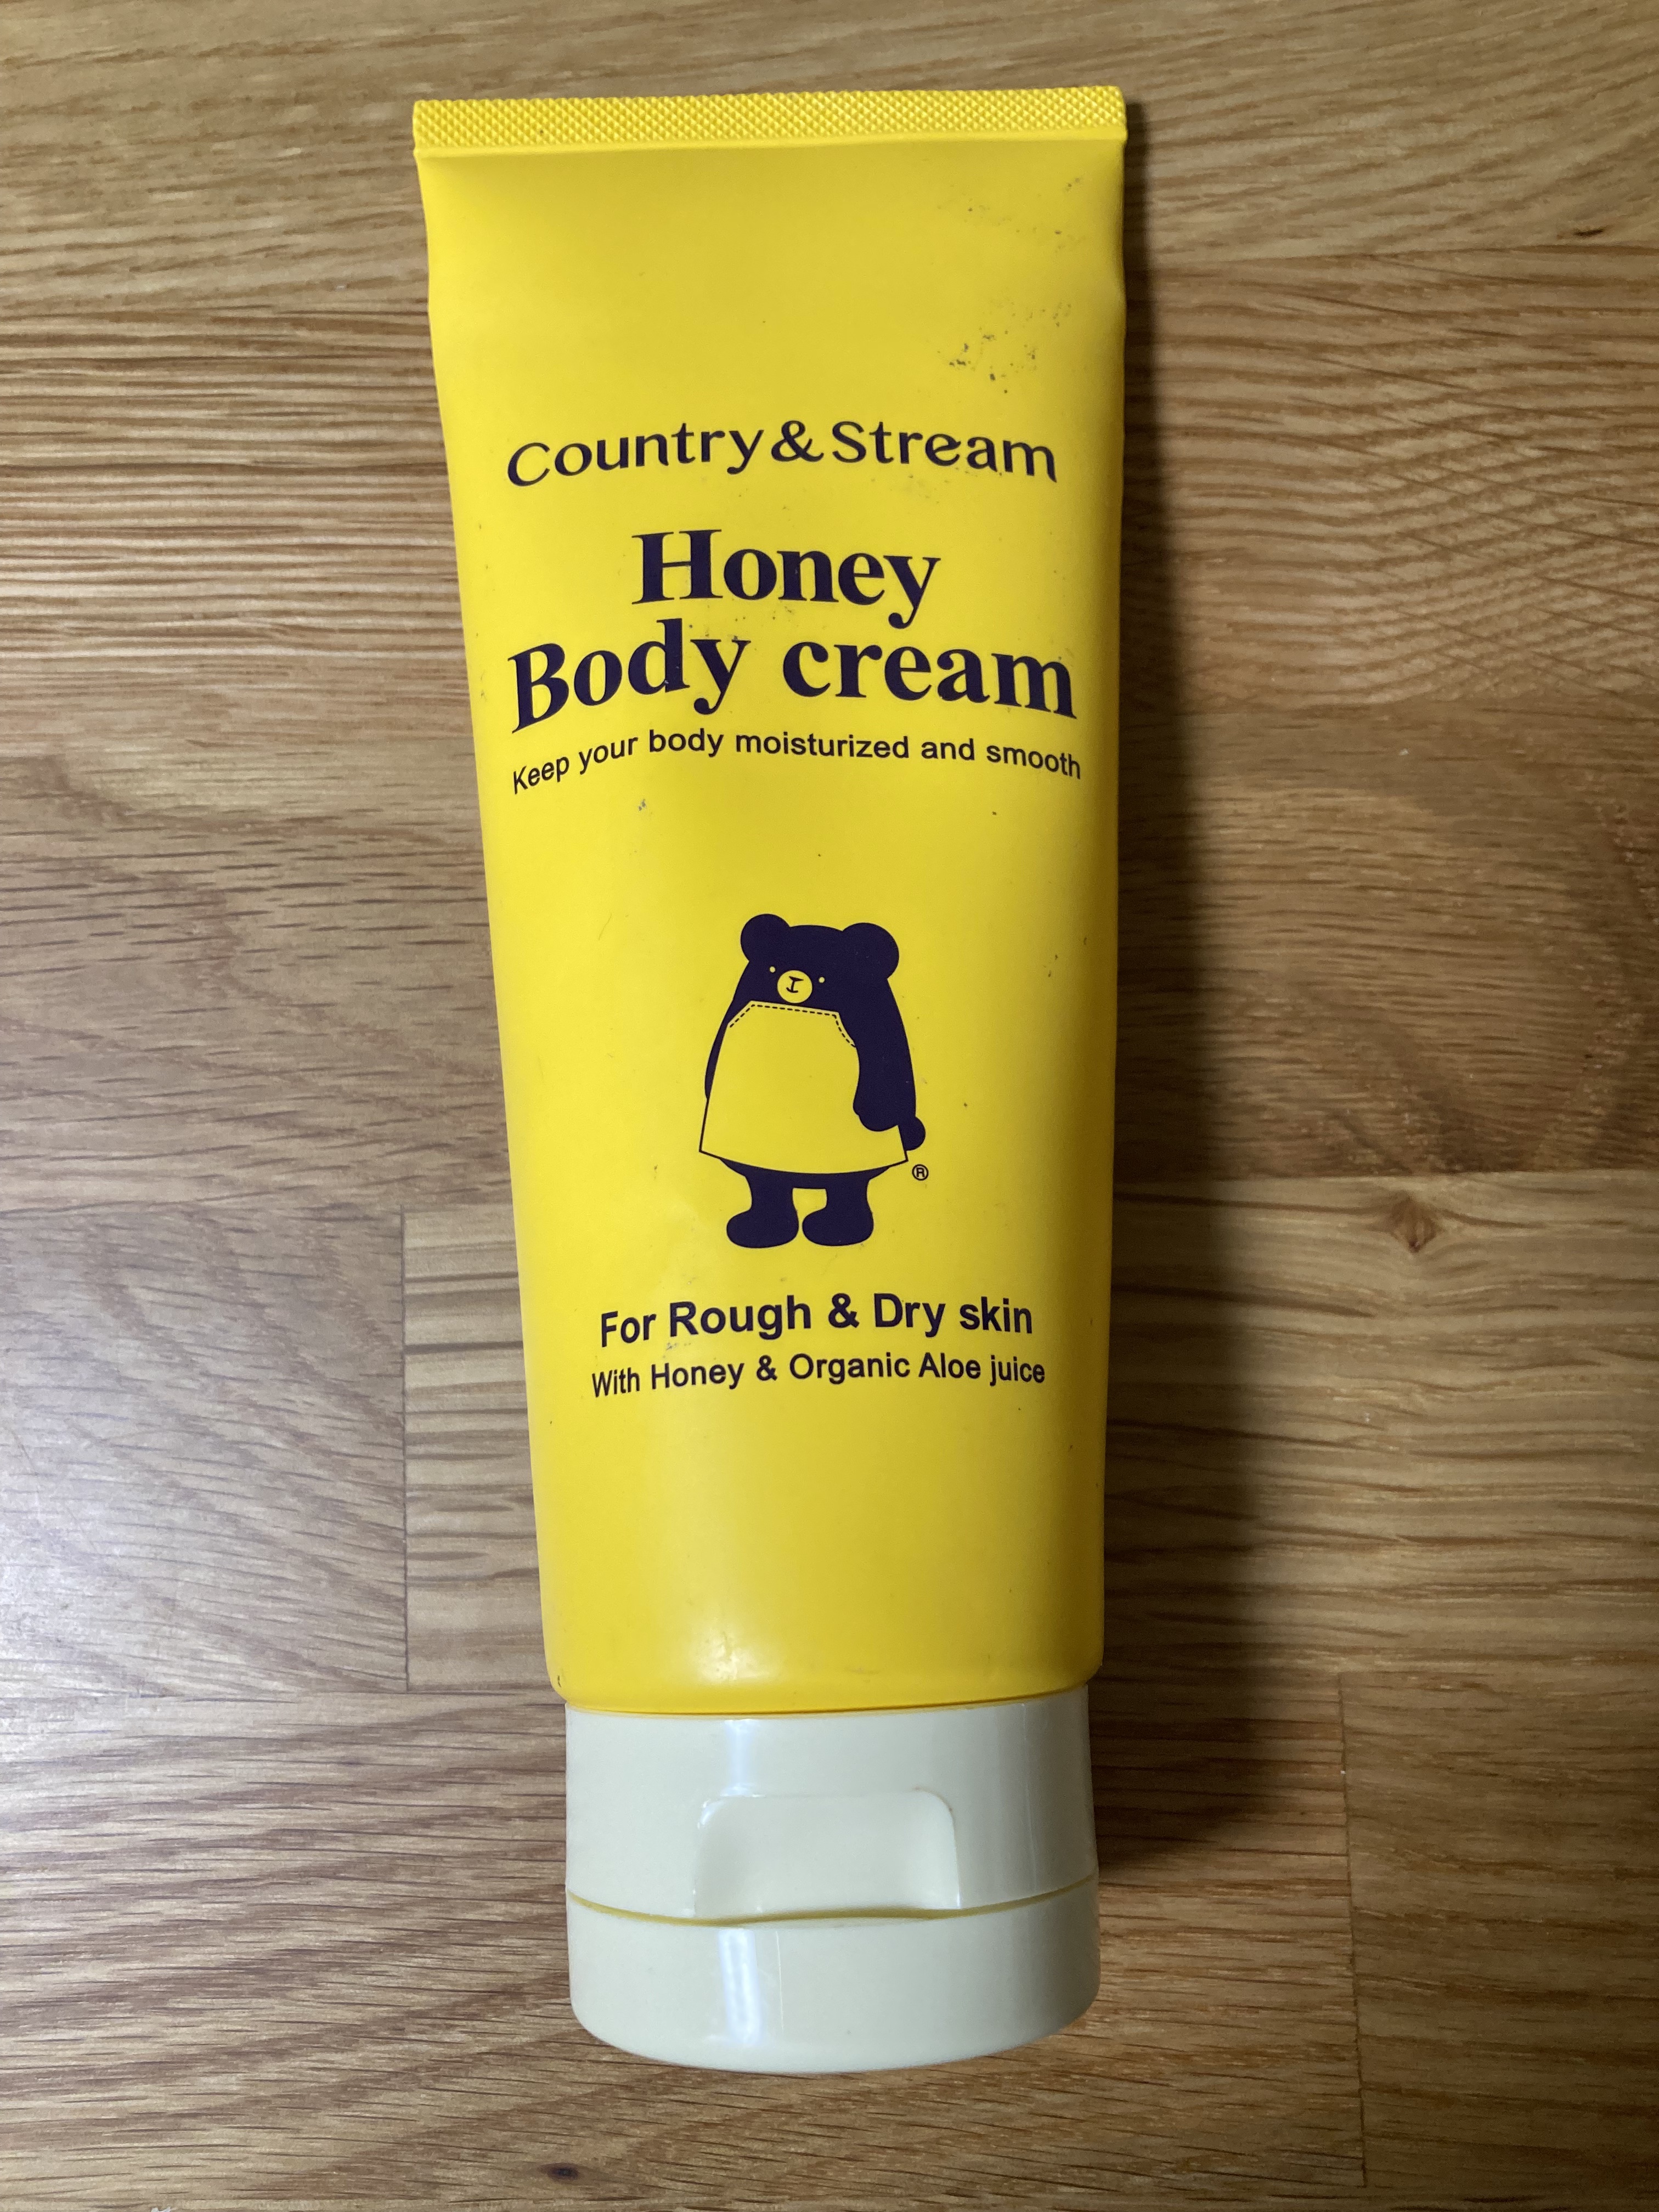 Country&Stream
Honey
Body cream
Keep your body moisturized and smooth
®
For Rough & Dry skin
With Honey & Organic Aloe juice